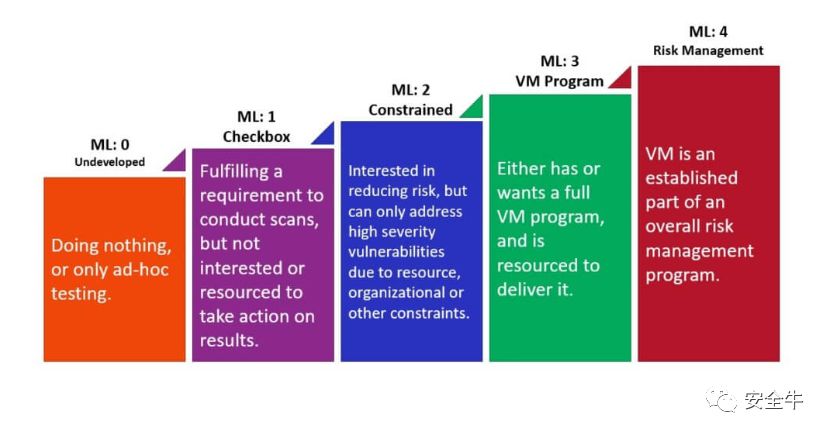 ML: 0
Undeveloped
Doing nothing,
or only ad-hoc
testing.
ML: 1
Checkbox
Fulfilling a
requirement to
conduct scans,
but not
interested or
resourced to
take action on
results.
ML: 2
Constrained
Interested in
reducing risk, but
can only address
high severity
vulnerabilities
due to resource,
organizational or
other constraints.
ML: 3
VM Program
Either has or
wants a full
VM program,
and is
resourced to
deliver it.
ML: 4
Risk Management
VM is an
established
part of an
overall risk
management
program.
安全牛